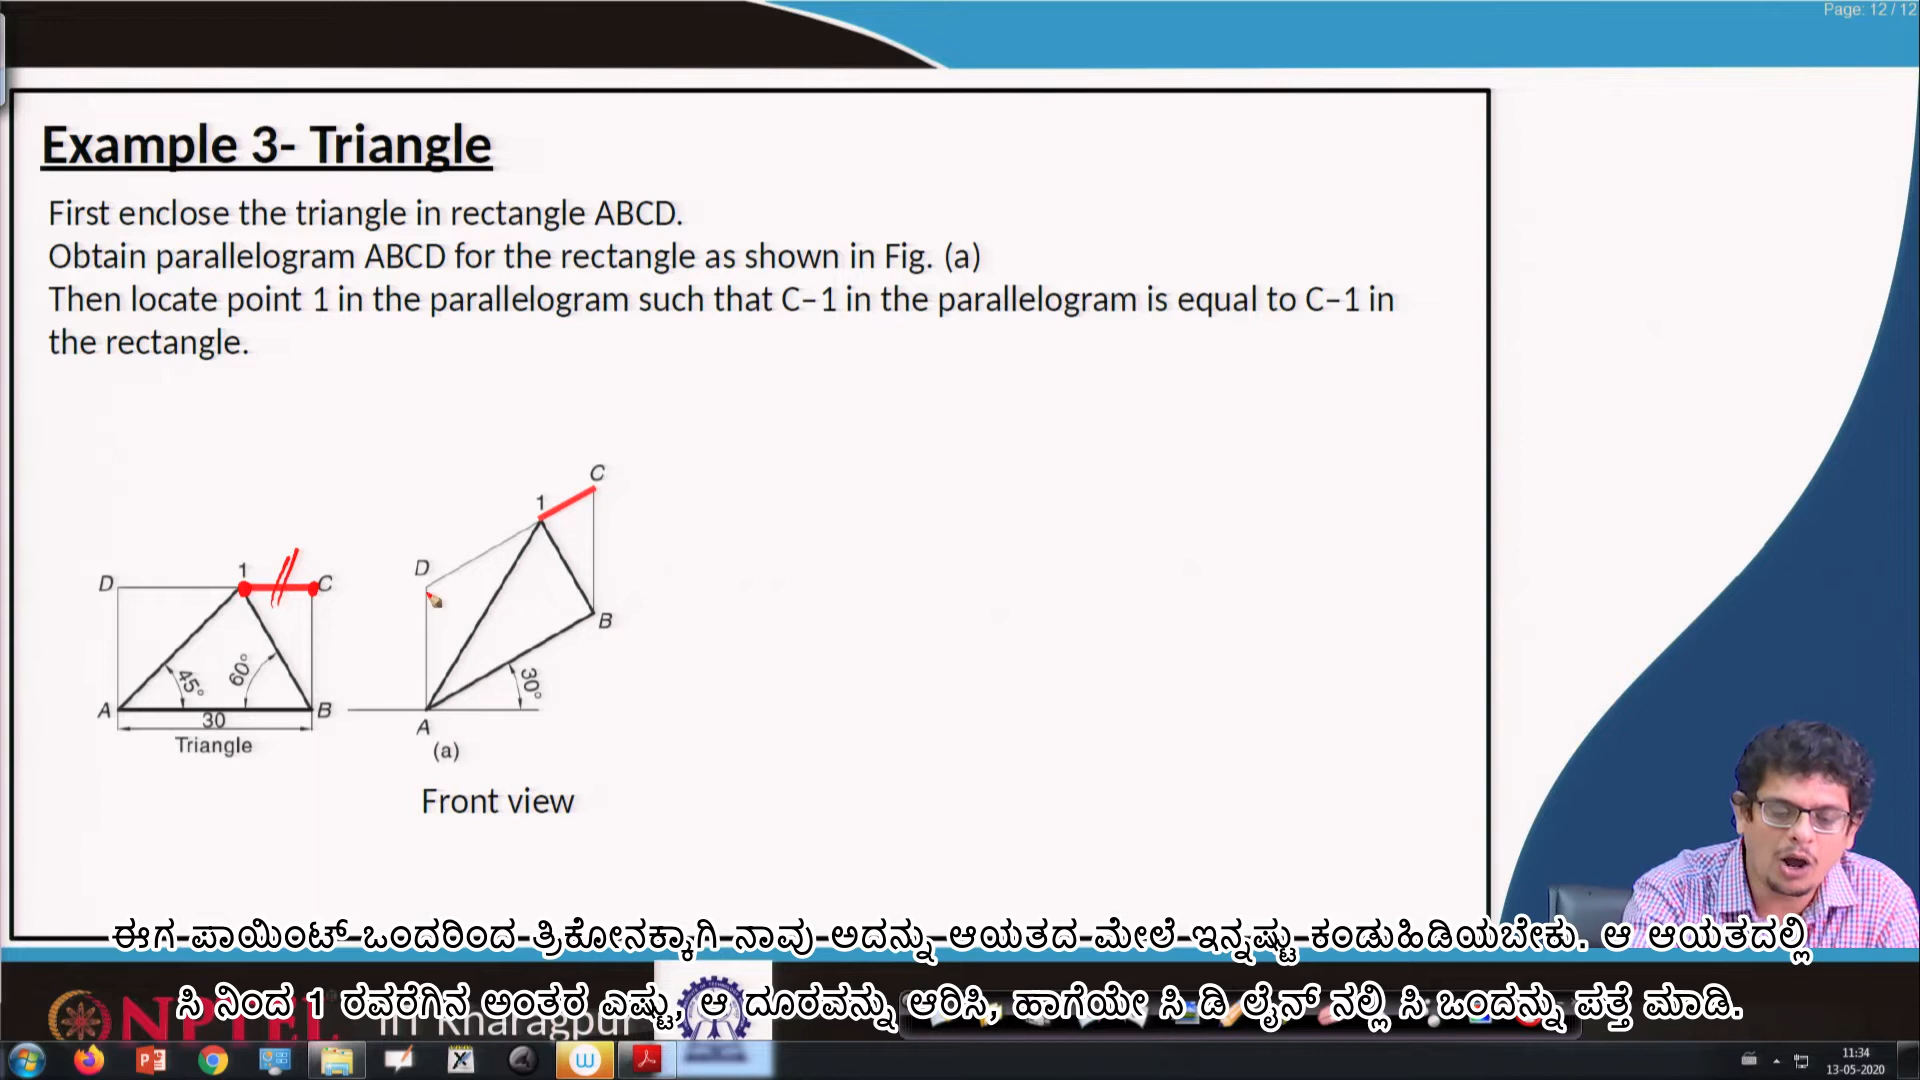 Page: 12 / 12
Example 3- Triangle
First enclose the triangle in rectangle ABCD.
Obtain parallelogram ABCD for the rectangle as shown in Fig. (a)
Then locate point 1 in the parallelogram such that C–1 in the parallelogram is equal to C–1 in
the rectangle.
D 1 C
45° 60°
A B
30
Triangle
C
1
D
B
30°
A
(a)
Front view
ಈಗ ಪಾಯಿಂಟ್ ಒಂದರಿಂದ ತ್ರಿಕೋನಕ್ಕಾಗಿ ನಾವು ಅದನ್ನು ಆಯತದ ಮೇಲೆ ಇನ್ನಷ್ಟು ಕಂಡುಹಿಡಿಯಬೇಕು. ಆ ಆಯತದಲ್ಲಿ
ಸಿ ನಿಂದ 1 ರವರೆಗಿನ ಅಂತರ ಎಷ್ಟು, ಆ ದೂರವನ್ನು ಆರಿಸಿ, ಹಾಗೆಯೇ ಸಿ ಡಿ ಲೈನ್ ನಲ್ಲಿ ಸಿ ಒಂದನ್ನು ಪತ್ತೆ ಮಾಡಿ.
NPTEL IIT Kharagpur
11:34
13-05-2020